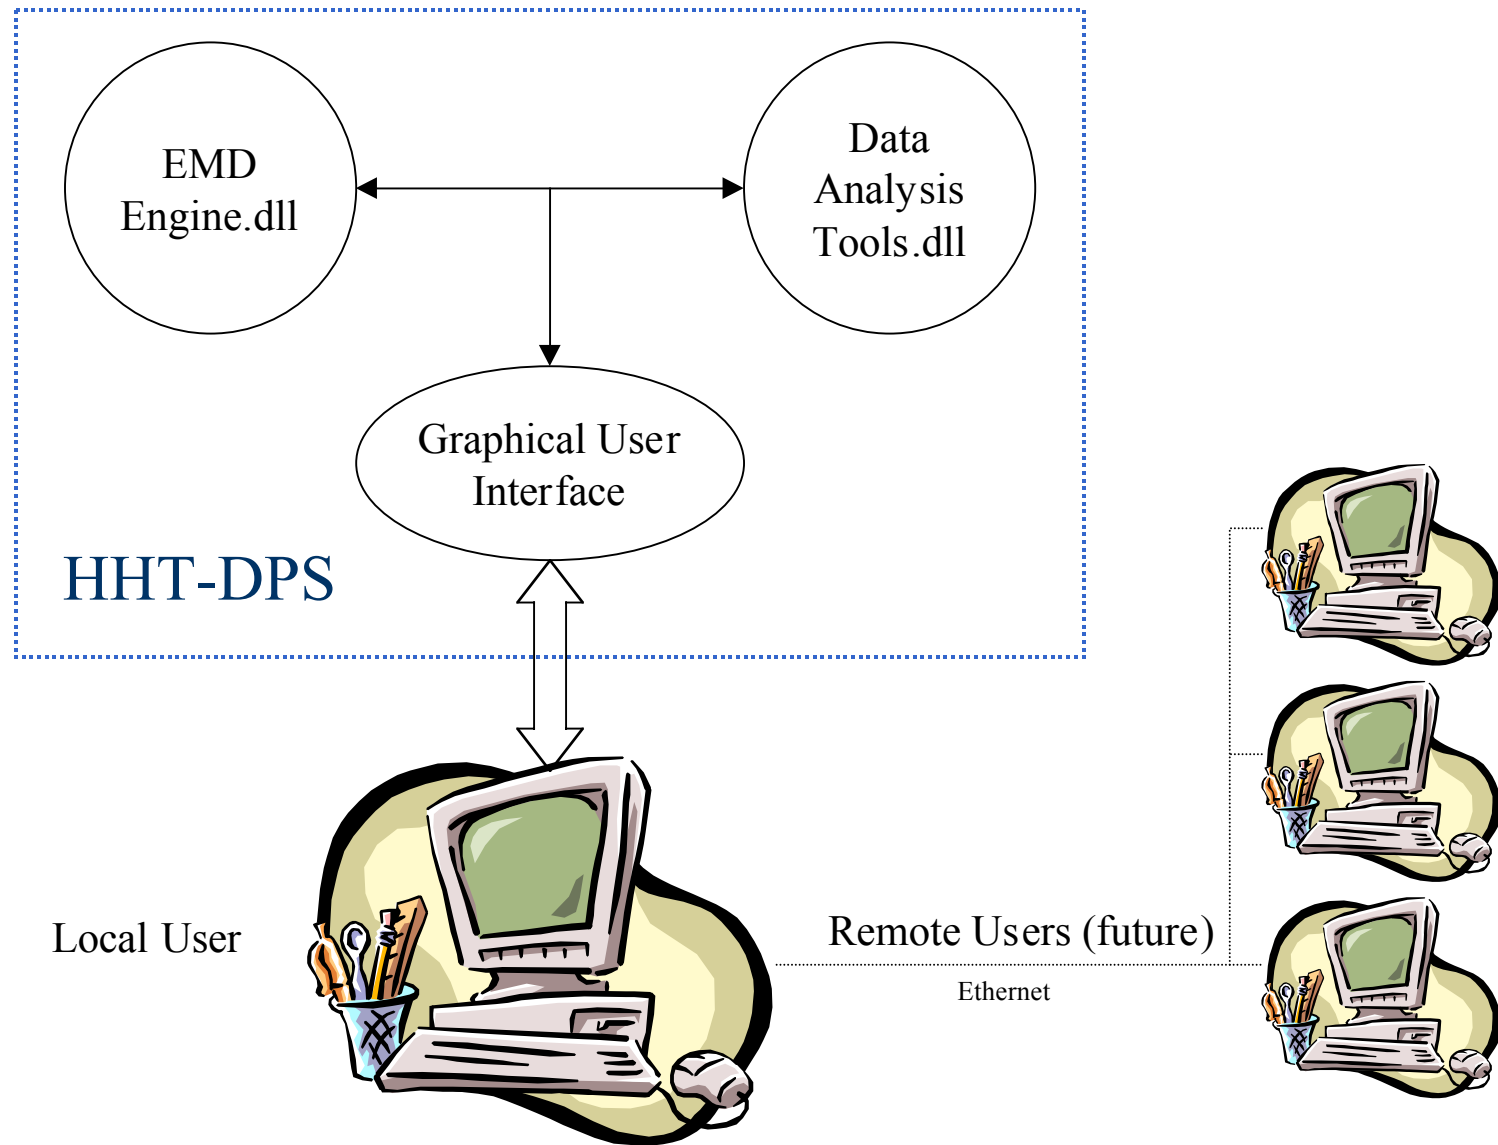 EMD
Engine.dll
Data
Analysis
Tools.dll
Graphical User
Interface
HHT-DPS
Local User
Remote Users (future)
Ethernet